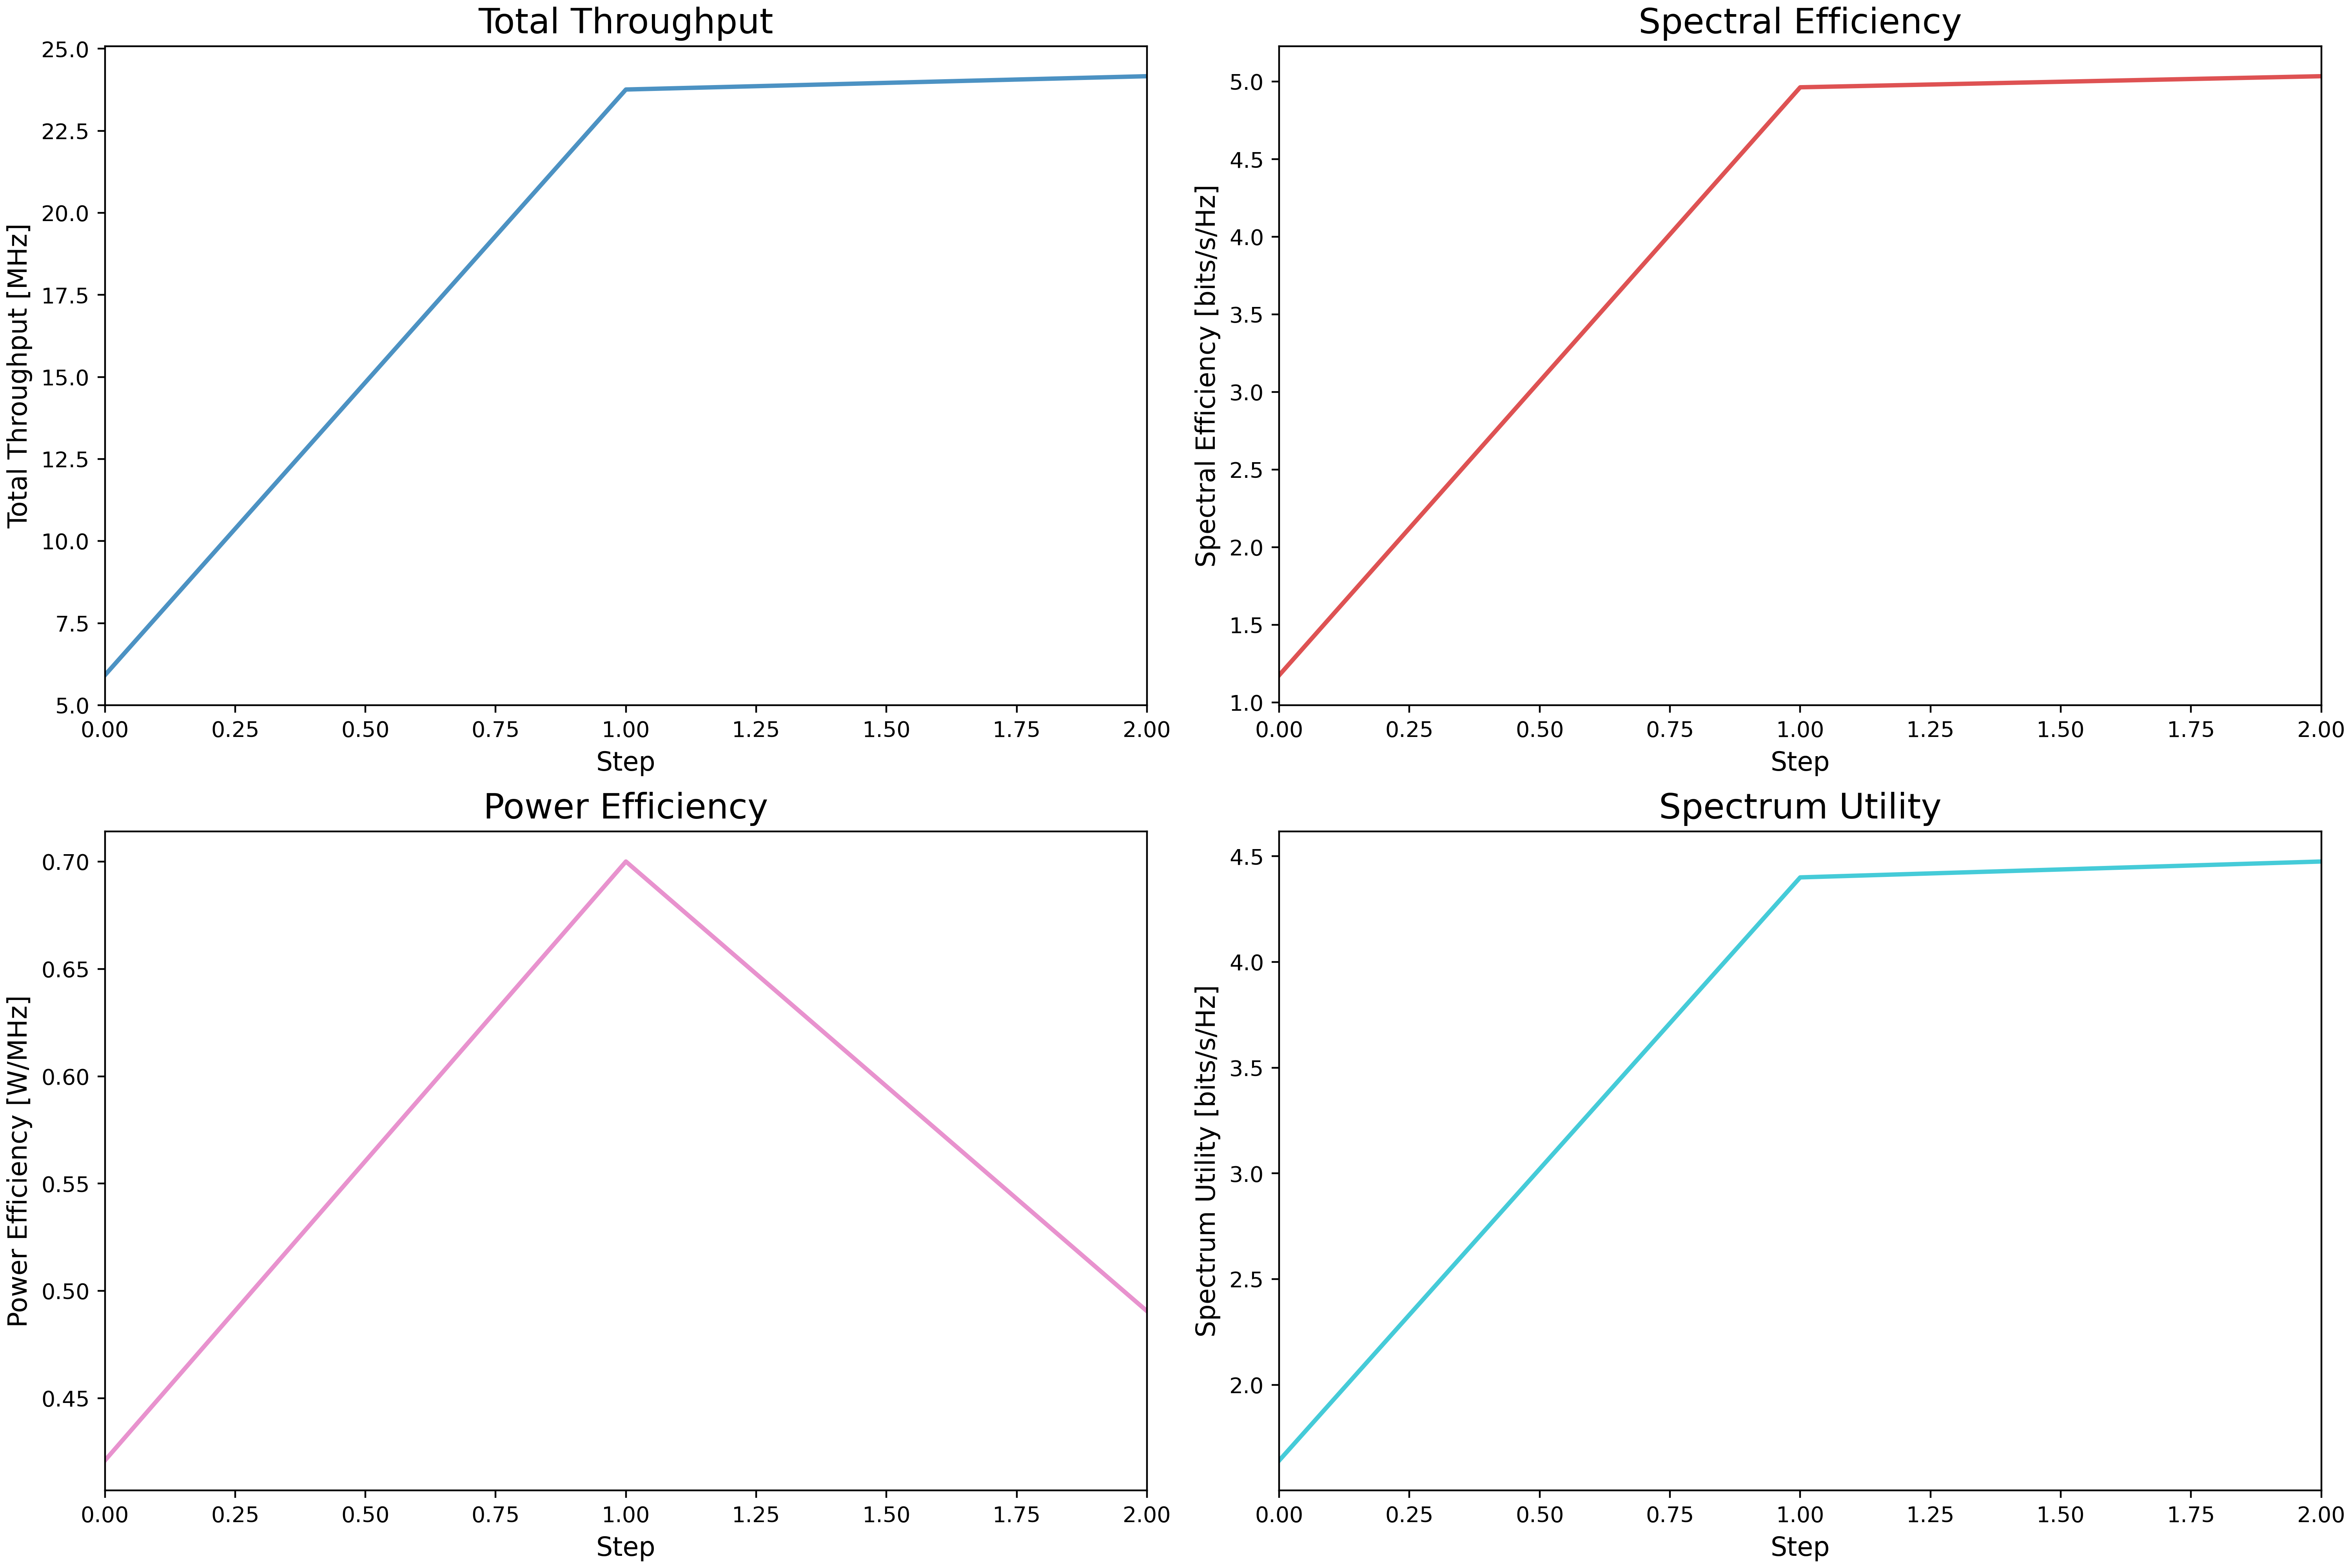 Total Throughput
Total Throughput [MHz]
25.0
22.5
20.0
17.5
15.0
12.5
10.0
7.5
5.0
0.00 0.25 0.50 0.75 1.00 1.25 1.50 1.75 2.00
Step
Spectral Efficiency
Spectral Efficiency [bits/s/Hz]
5.0
4.5
4.0
3.5
3.0
2.5
2.0
1.5
1.0
0.00 0.25 0.50 0.75 1.00 1.25 1.50 1.75 2.00
Step
Power Efficiency
Power Efficiency [W/MHz]
0.70
0.65
0.60
0.55
0.50
0.45
0.00 0.25 0.50 0.75 1.00 1.25 1.50 1.75 2.00
Step
Spectrum Utility
Spectrum Utility [bits/s/Hz]
4.5
4.0
3.5
3.0
2.5
2.0
0.00 0.25 0.50 0.75 1.00 1.25 1.50 1.75 2.00
Step